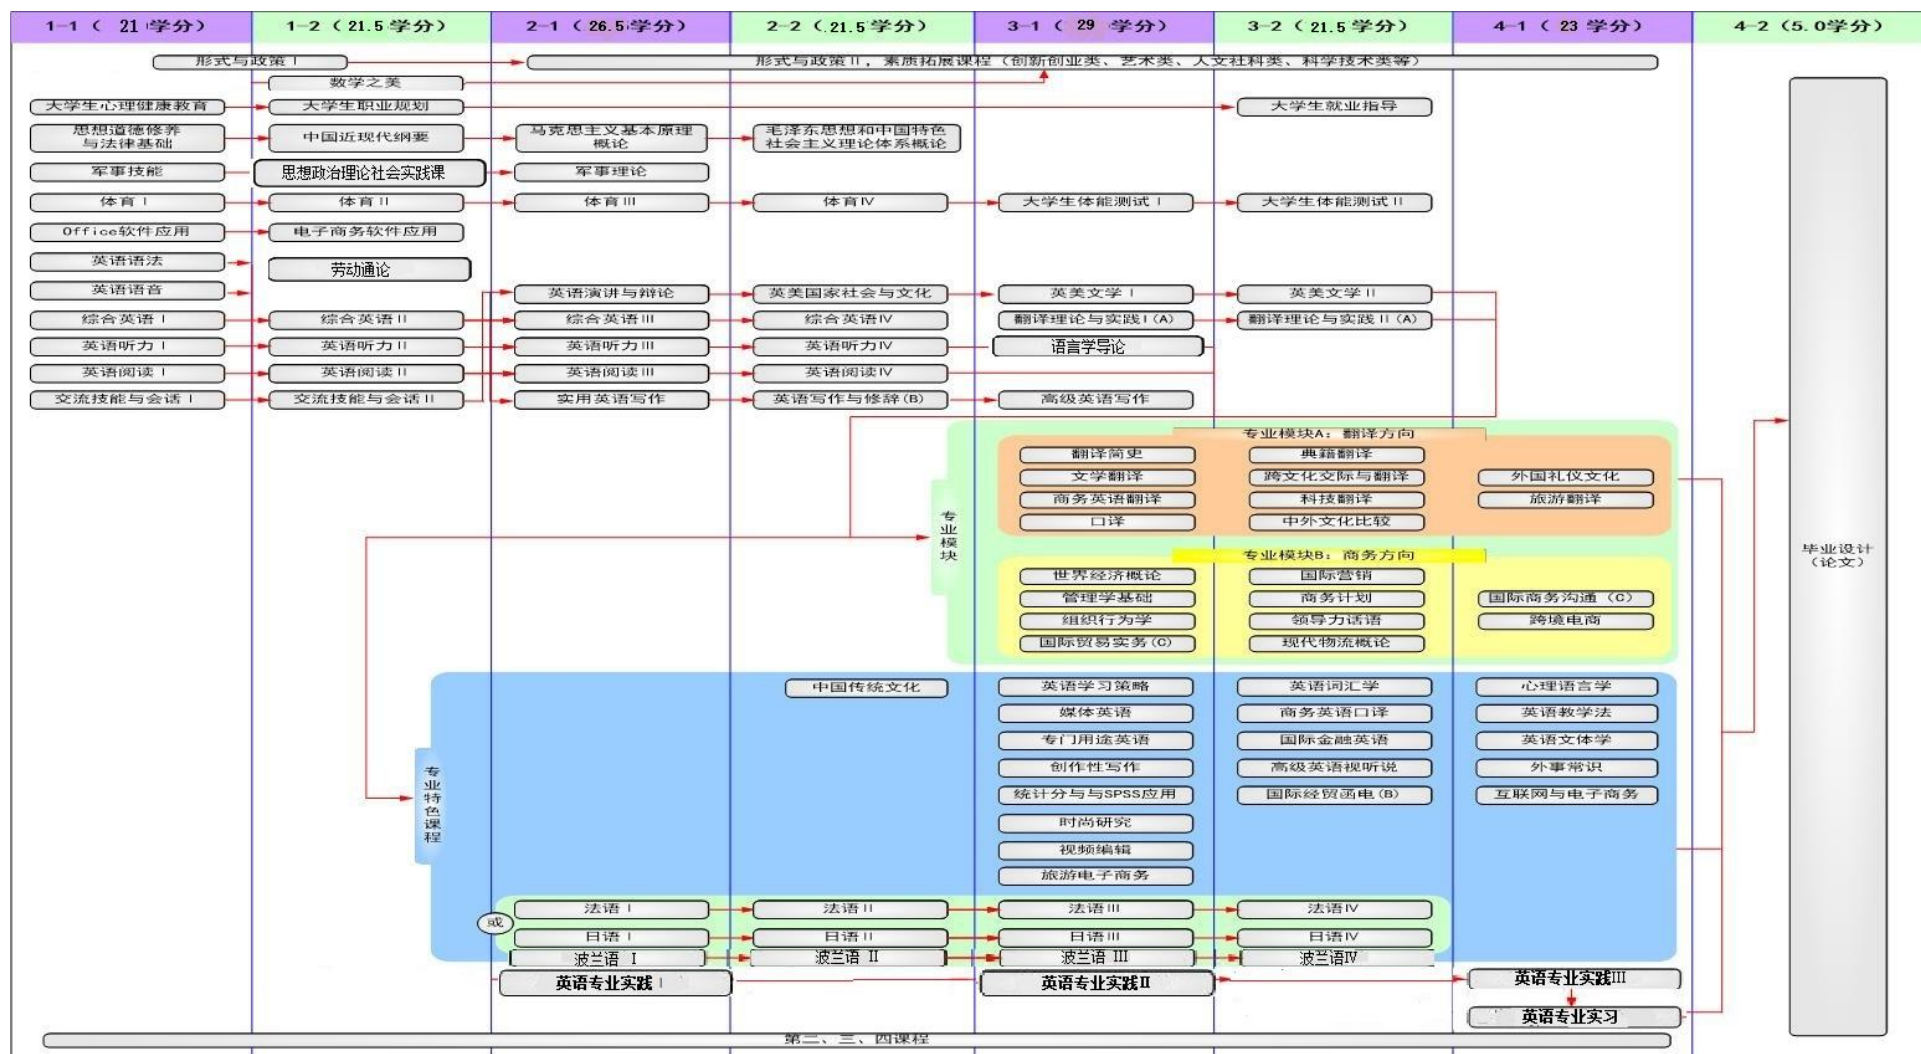 1-1（ 21 学分）
1-2（21.5学分）
2-1（26.5学分）
2-2（.21.5学分）
3-1（ 29 学分）
3-2（21.5学分）
4-1（ 23 学分）
4-2（5.0学分）
形式与政策Ⅰ
形式与政策Ⅱ，素质拓展课程（创新创业类、艺术类、人文社科类、科学技术类等）
数学之美
大学生心理健康教育
大学生职业规划
大学生就业指导
思想道德修养
与法律基础
中国近现代纲要
马克思主义基本原理
概论
毛泽东思想和中国特色
社会主义理论体系概论
军事技能
思想政治理论社会实践课
军事理论
体育Ⅰ
体育Ⅱ
体育Ⅲ
体育Ⅳ
大学生体能测试Ⅰ
大学生体能测试Ⅱ
Office软件应用
电子商务软件应用
英语语法
劳动通论
英语语音
英语演讲与辩论
英美国家社会与文化
英美文学Ⅰ
英美文学Ⅱ
综合英语Ⅰ
综合英语Ⅱ
综合英语Ⅲ
综合英语Ⅳ
翻译理论与实践Ⅰ(A)
翻译理论与实践Ⅱ(A)
英语听力Ⅰ
英语听力Ⅱ
英语听力Ⅲ
英语听力Ⅳ
语言学导论
英语阅读Ⅰ
英语阅读Ⅱ
英语阅读Ⅲ
英语阅读Ⅳ
交流技能与会话Ⅰ
交流技能与会话Ⅱ
实用英语写作
英语写作与修辞(B)
高级英语写作
专业模块
专业模块A：翻译方向
翻译简史
典籍翻译
文学翻译
跨文化交际与翻译
外国礼仪文化
商务英语翻译
科技翻译
旅游翻译
口译
中外文化比较
专业模块B：商务方向
世界经济概论
国际营销
管理学基础
商务计划
国际商务沟通（C）
组织行为学
领导力话语
跨境电商
国际贸易实务(C)
现代物流概论
毕业设计
（论文）
专业特色课程
中国传统文化
英语学习策略
英语词汇学
心理语言学
媒体英语
商务英语口译
英语教学法
专门用途英语
国际金融英语
英语文体学
创作性写作
高级英语视听说
外事常识
统计分与与SPSS应用
国际经贸函电(B)
互联网与电子商务
时尚研究
视频编辑
旅游电子商务
或
法语Ⅰ
法语Ⅱ
法语Ⅲ
法语Ⅳ
日语Ⅰ
日语Ⅱ
日语Ⅲ
日语Ⅳ
波兰语 Ⅰ
波兰语 Ⅱ
波兰语 Ⅲ
波兰语Ⅳ
英语专业实践Ⅰ
英语专业实践Ⅱ
英语专业实践Ⅲ
英语专业实习
第二、三、四课程